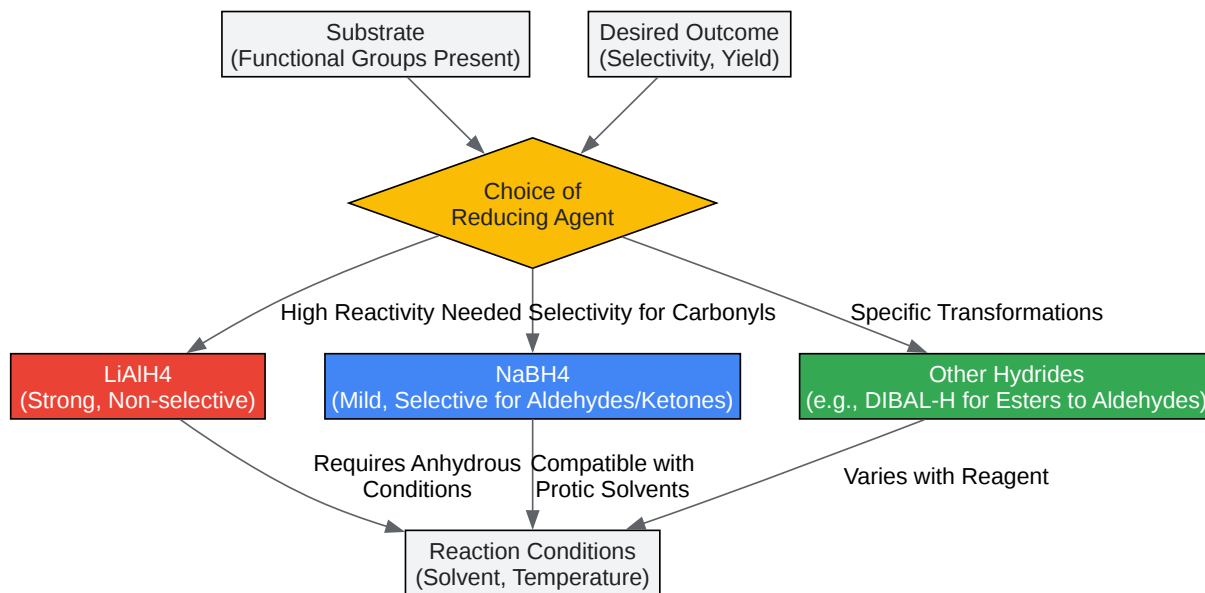 Substrate
(Functional Groups Present)
Desired Outcome
(Selectivity, Yield)
Choice of
Reducing Agent
High Reactivity Needed
Selectivity for Carbonyls
Specific Transformations
LiAlH4
(Strong, Non-selective)
NaBH4
(Mild, Selective for Aldehydes/Ketones)
Other Hydrides
(e.g., DIBAL-H for Esters to Aldehydes)
Requires Anhydrous
Conditions
Compatible with
Protic Solvents
Varies with Reagent
Reaction Conditions
(Solvent, Temperature)